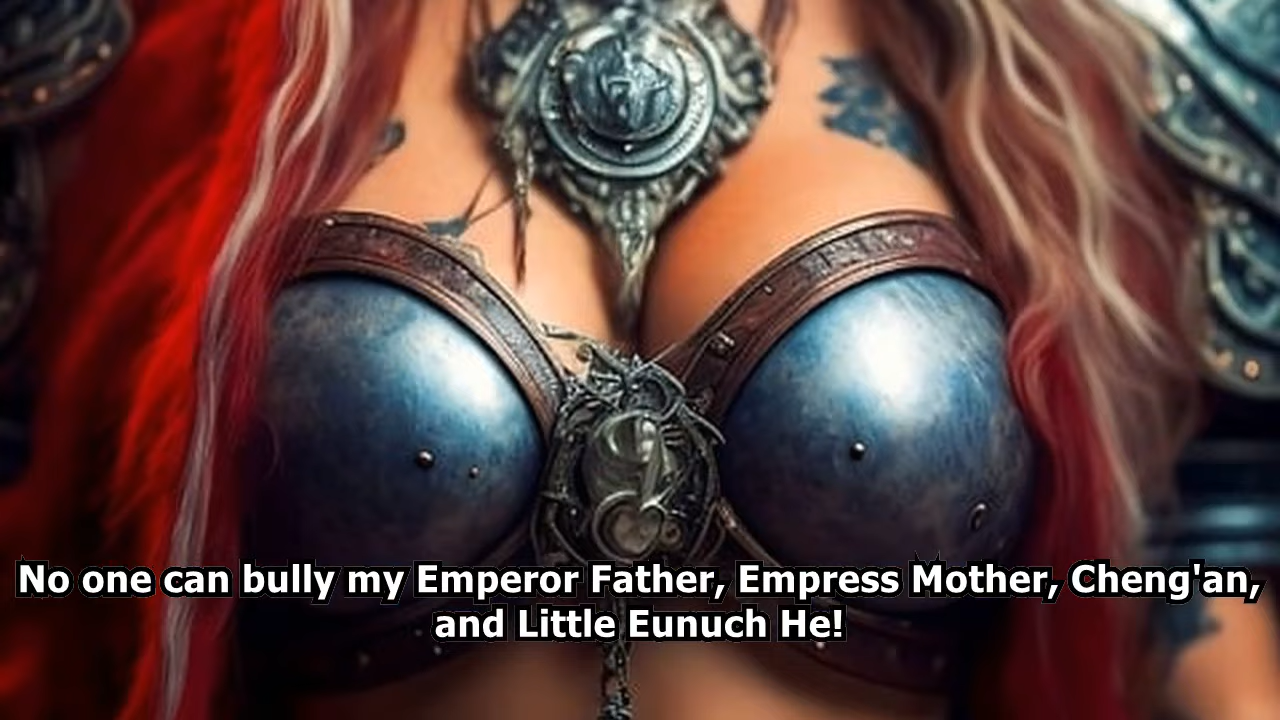 No one can bully my Emperor Father, Empress Mother, Cheng'an,
and Little Eunuch He!